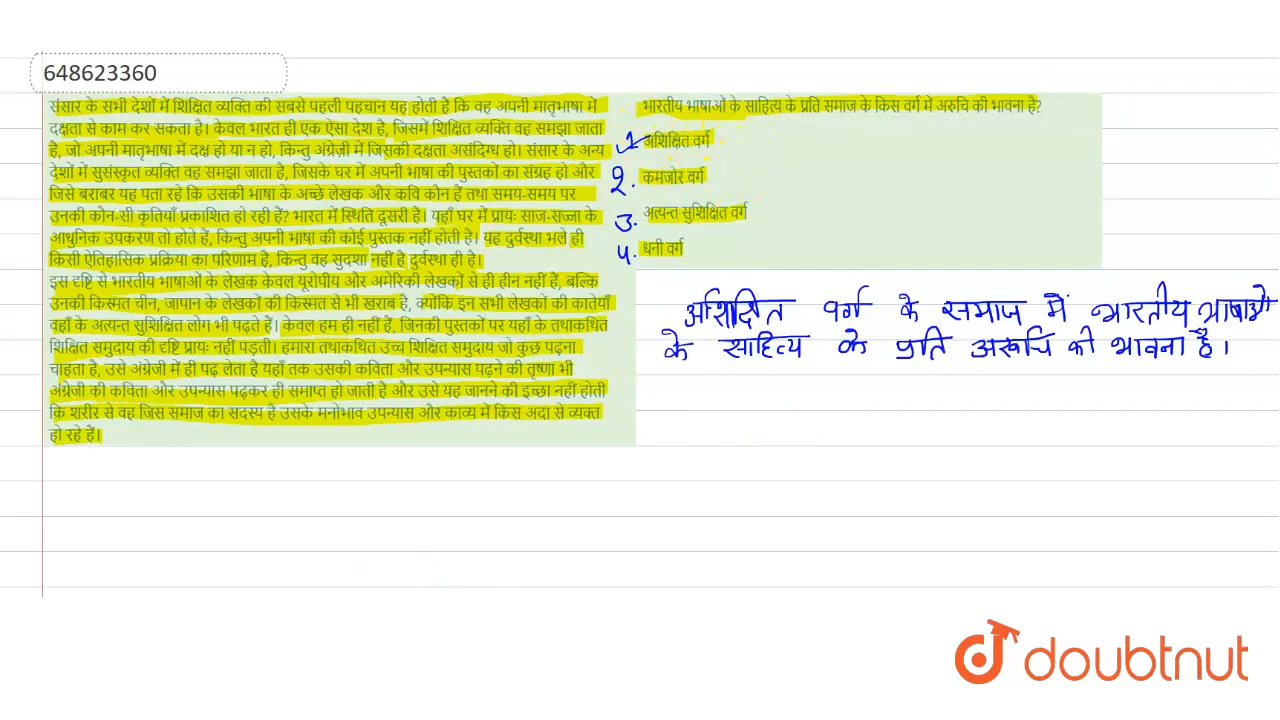 648623360
संसार के सभी देशों में शिक्षित व्यक्ति की सबसे पहली पहचान यह होती है कि वह अपनी मातृभाषा में
दक्षता से काम कर सकता है। केवल भारत ही एक ऐसा देश है, जिसमें शिक्षित व्यक्ति वह समझा जाता
है, जो अपनी मातृभाषा में दक्ष हो या न हो, किन्तु अंग्रेज़ी में जिसकी दक्षता असंदिग्ध हो। संसार के अन्य
देशों में सुसंस्कृत व्यक्ति वह समझा जाता है, जिसके घर में अपनी भाषा की पुस्तकों का संग्रह हो और
जिसे बराबर यह पता रहे कि उसकी भाषा के अच्छे लेखक और कवि कौन हैं तथा समय-समय पर
उनकी कौन-सी कृतियाँ प्रकाशित हो रही हैं? भारत में स्थिति दूसरी है। यहाँ घर में प्रायः साज-सज्जा के
आधुनिक उपकरण तो होते हैं, किन्तु अपनी भाषा की कोई पुस्तक नहीं होती है। यह दुर्वस्था भले ही
किसी ऐतिहासिक प्रक्रिया का परिणाम है, किन्तु वह सुदशा नहीं है दुर्वस्था ही है।
इस दृष्टि से भारतीय भाषाओं के लेखक केवल यूरोपीय और अमेरिकी लेखकों से ही हीन नहीं हैं, बल्कि
उनकी किस्मत चीन, जापान के लेखकों की किस्मत से भी खराब है, क्योंकि इन सभी लेखकों की कातेयाँ
वहाँ के अत्यन्त सुशिक्षित लोग भी पढ़ते हैं। केवल हम ही नहीं हैं, जिनकी पुस्तकों पर यहाँ के तथाकथित
शिक्षित समुदाय की दृष्टि प्रायः नहीं पड़ती। हमारा तथाकथित उच्च शिक्षित समुदाय जो कुछ पढ़ना
चाहता है, उसे अंग्रेजी में ही पढ़ लेता है यहाँ तक उसकी कविता और उपन्यास पढ़ने की तृष्णा भी
अंग्रेजी की कविता और उपन्यास पढ़कर ही समाप्त हो जाती है और उसे यह जानने की इच्छा नहीं होती
कि शरीर से वह जिस समाज का सदस्य है उसके मनोभाव उपन्यास और काव्य में किस अदा से व्यक्त
हो रहे हैं।
भारतीय भाषाओं के साहित्य के प्रति समाज के किस वर्ग में अरुचि की भावना है?
1. अशिक्षित वर्ग
2. कमजोर वर्ग
3. अत्यन्त सुशिक्षित वर्ग
4. धनी वर्ग
अशिक्षित वर्ग के समाज में भारतीय भाषाओ
के साहित्य के प्रति अरूचि की भावना है।
doubtnut